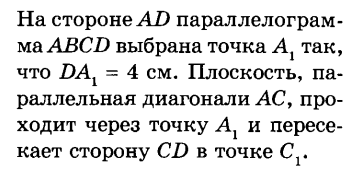 На стороне AD параллелограм-
ма ABCD выбрана точка A₁ так,
что DA₁ = 4 см. Плоскость, па-
раллельная диагонали AC, про-
ходит через точку A₁ и пересе-
кает сторону CD в точке C₁.